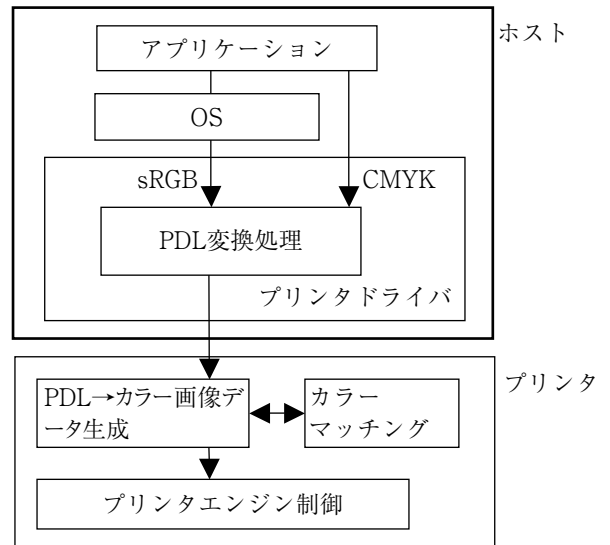 ホスト
アプリケーション
OS
sRGB
CMYK
PDL変換処理
プリンタドライバ
プリンタ
PDL→カラー画像デ
ータ生成
カラー
マッチング
プリンタエンジン制御